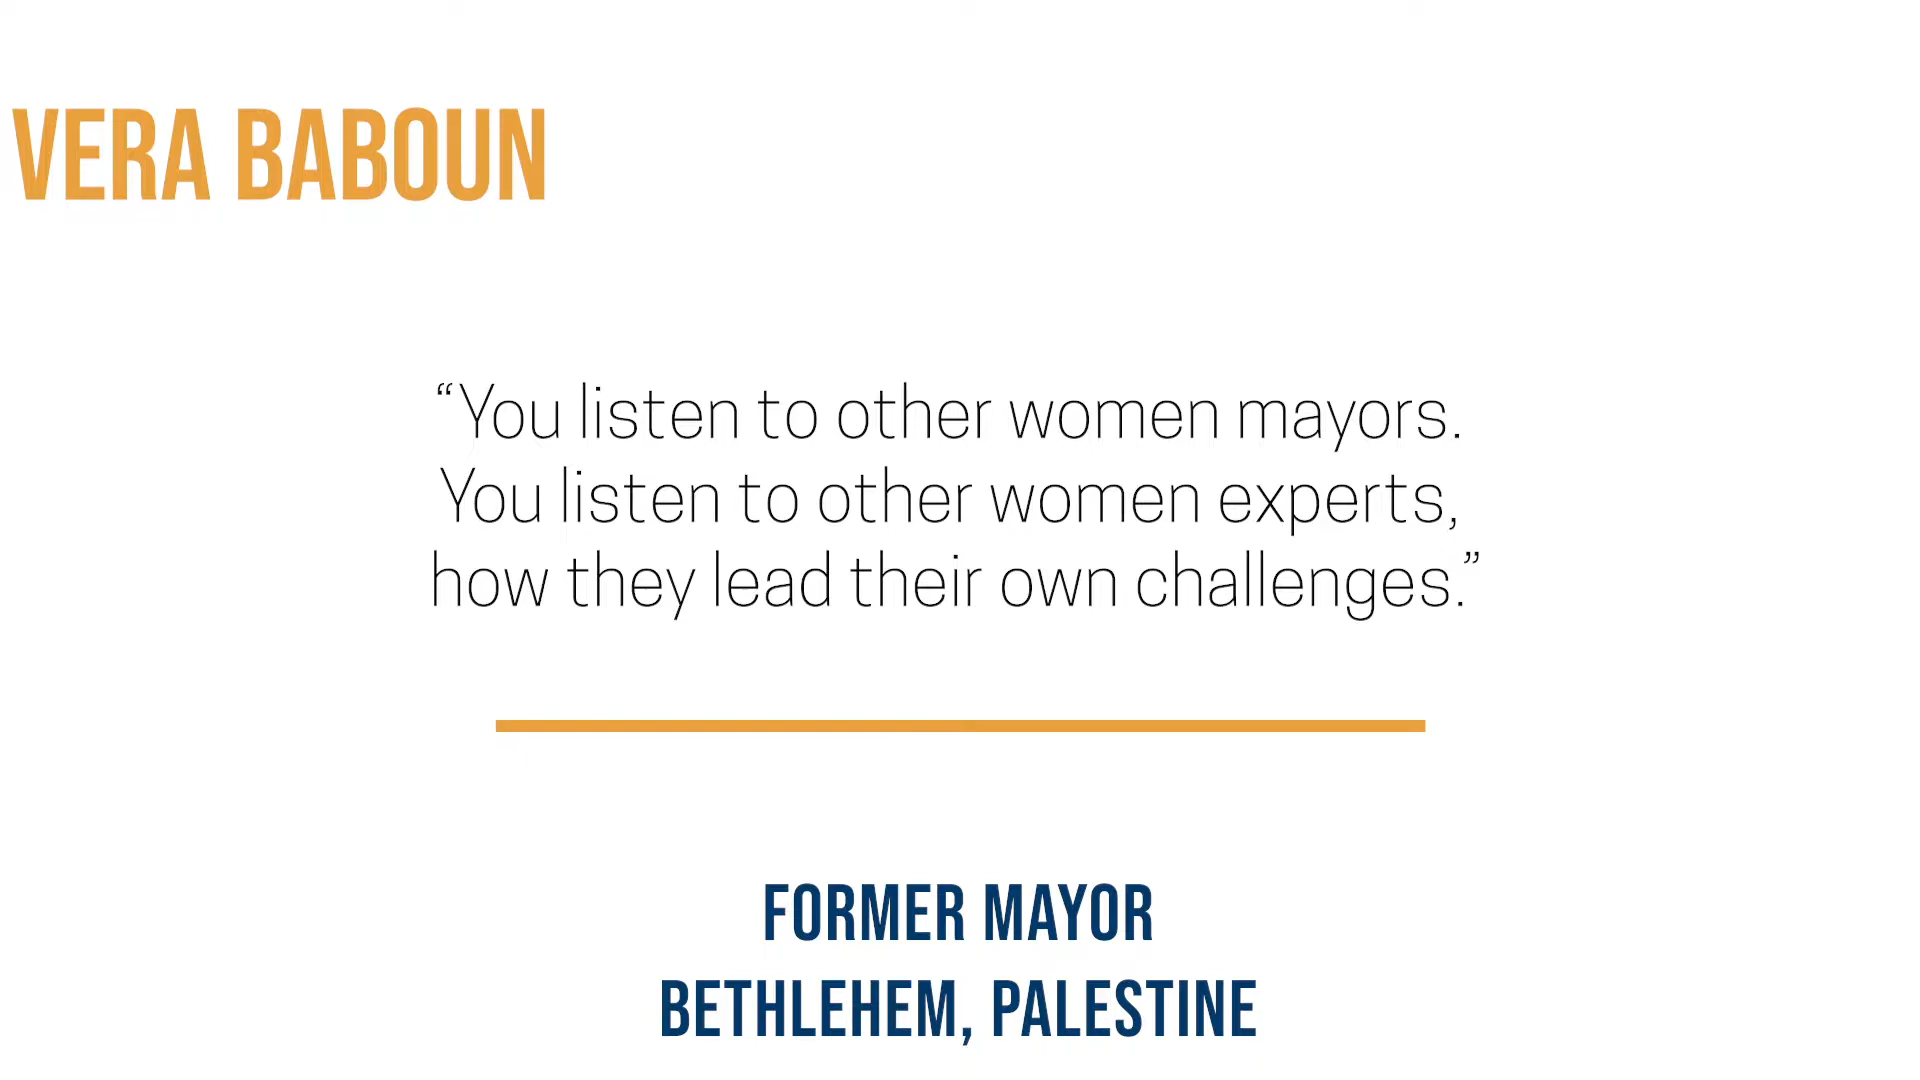 VERA BABOUN
“You listen to other women mayors.
You listen to other women experts,
how they lead their own challenges.”
FORMER MAYOR
BETHLEHEM, PALESTINE